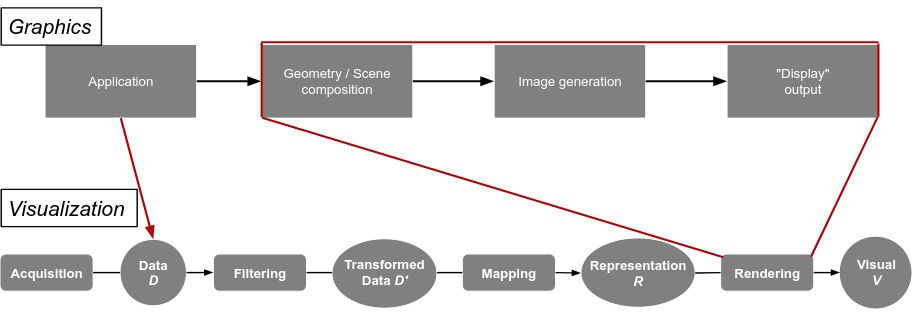 Graphics
Application
Geometry / Scene
composition
Image generation
"Display"
output
Visualization
Acquisition
Data
D
Filtering
Transformed
Data D'
Mapping
Representation
R
Rendering
Visual
V